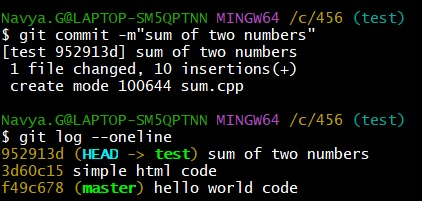 Navya.G@LAPTOP-SM5QPTNN MINGW64 /c/456 (test)
$ git commit -m"sum of two numbers"
[test 952913d] sum of two numbers
1 file changed, 10 insertions(+)
create mode 100644 sum.cpp
Navya.G@LAPTOP-SM5QPTNN MINGW64 /c/456 (test)
$ git log --oneline
952913d (HEAD -> test) sum of two numbers
3d60c15 simple html code
f49c678 (master) hello world code